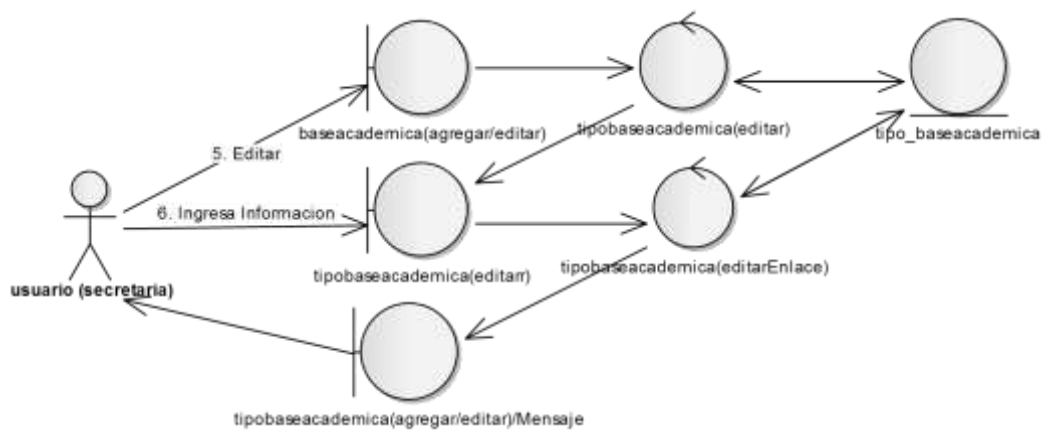 baseacademica(agregar/editar)
tipobaseacademica(editar)
tipo_baseacademica
5. Editar
6. Ingresa Informacion
usuario (secretaria)
tipobaseacademica(editarr)
tipobaseacademica(editarEnlace)
tipobaseacademica(agregar/editar)/Mensaje